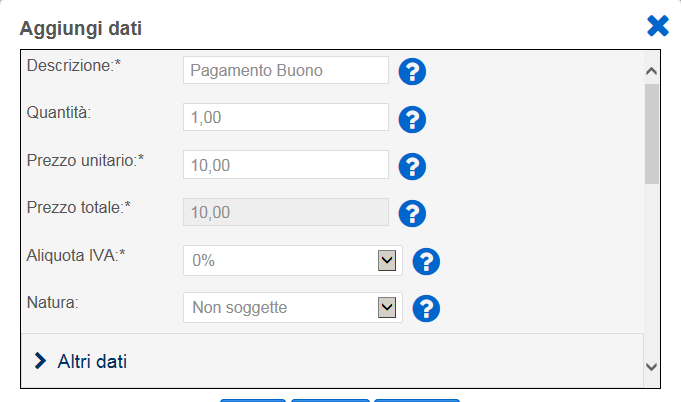 Aggiungi dati
Descrizione:* Pagamento Buono
Quantità: 1,00
Prezzo unitario:* 10,00
Prezzo totale:* 10,00
Aliquota IVA:* 0%
Natura: Non soggette
Altri dati